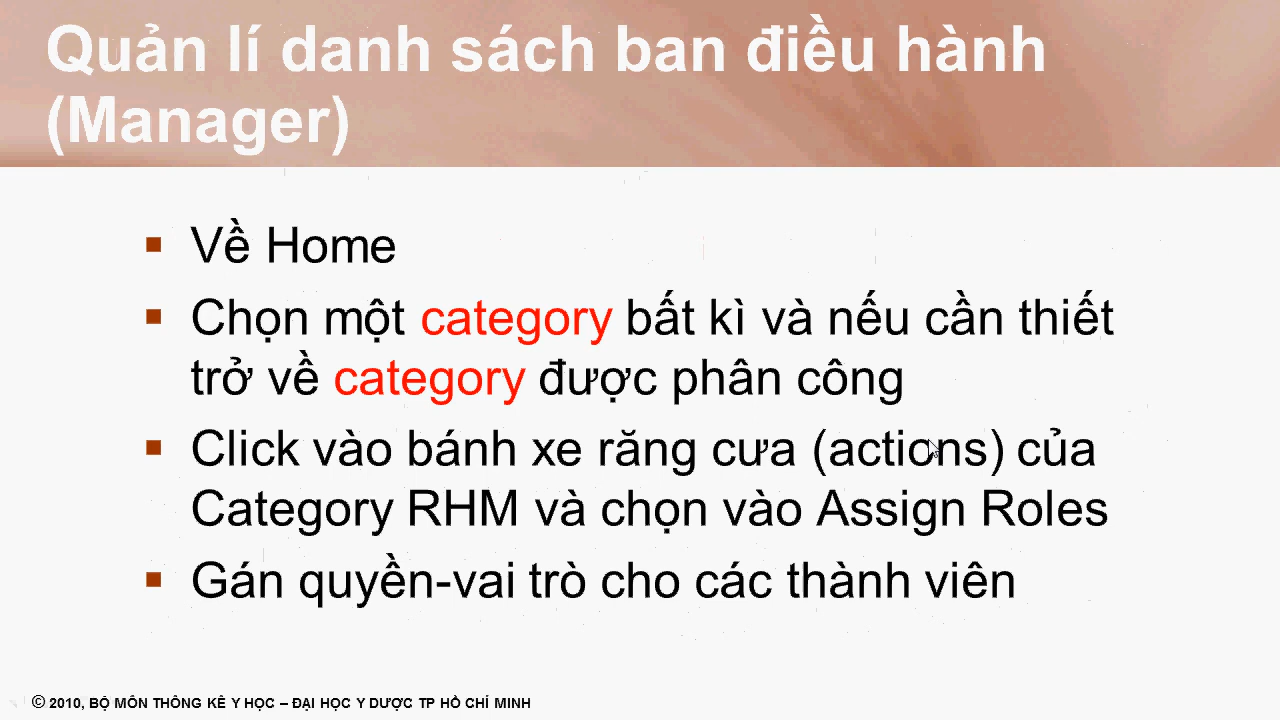 Quản lí danh sách ban điều hành
(Manager)
▪ Về Home
▪ Chọn một category bất kì và nếu cần thiết
trở về category được phân công
▪ Click vào bánh xe răng cưa (actions) của
Category RHM và chọn vào Assign Roles
▪ Gán quyền-vai trò cho các thành viên
© 2010, BỘ MÔN THỐNG KÊ Y HỌC – ĐẠI HỌC Y DƯỢC TP HỒ CHÍ MINH